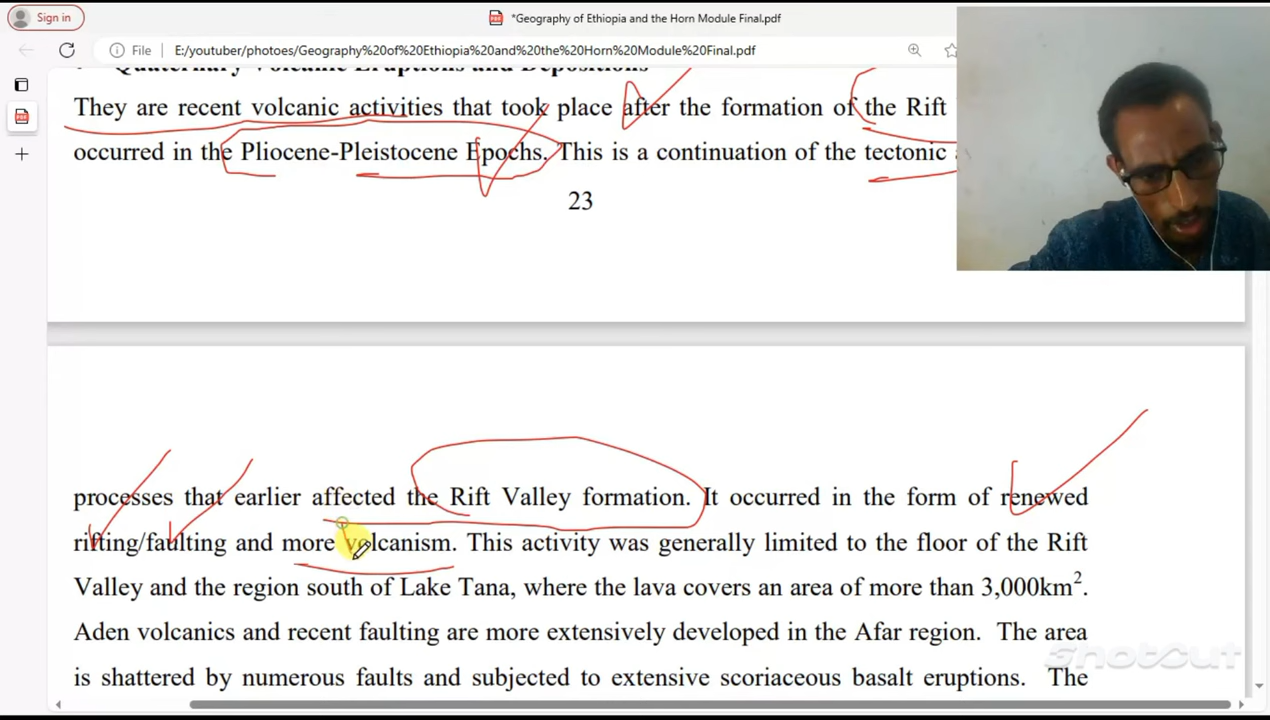 Sign in
*Geography of Ethiopia and the Horn Module Final.pdf
File E:/youtuber/photoes/Geography%20of%20Ethiopia%20and%20the%20Horn%20Module%20Final.pdf
Quaternary Volcanic Eruptions and Depositions
They are recent volcanic activities that took place after the formation of the Rift
occurred in the Pliocene-Pleistocene Epochs. This is a continuation of the tectonic
23
processes that earlier affected the Rift Valley formation. It occurred in the form of renewed
rifting/faulting and more volcanism. This activity was generally limited to the floor of the Rift
Valley and the region south of Lake Tana, where the lava covers an area of more than 3,000km².
Aden volcanics and recent faulting are more extensively developed in the Afar region. The area
is shattered by numerous faults and subjected to extensive scoriaceous basalt eruptions. The
shotcut